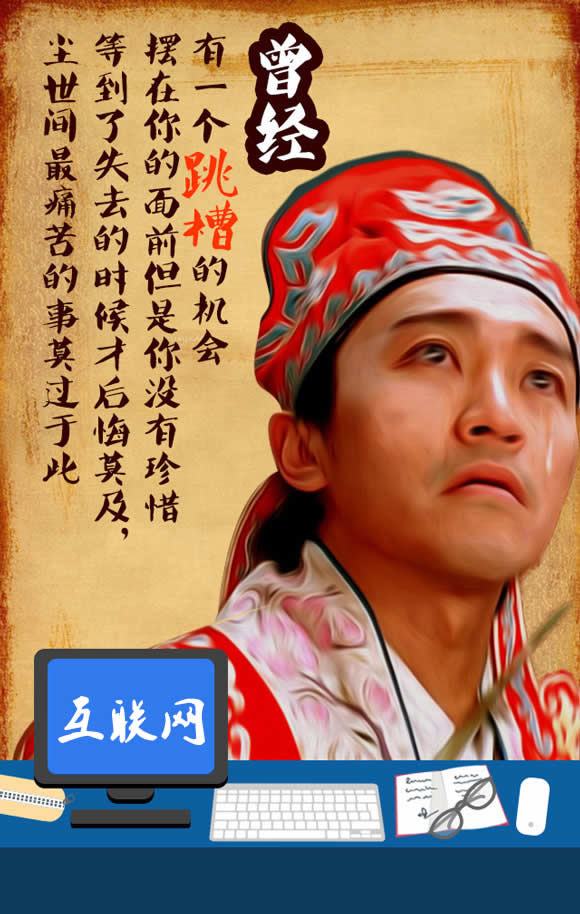 曾经
有一个跳槽的机会
摆在你的面前但是你没有珍惜
等到了失去的时候才后悔莫及，
尘世间最痛苦的事莫过于此
互联网